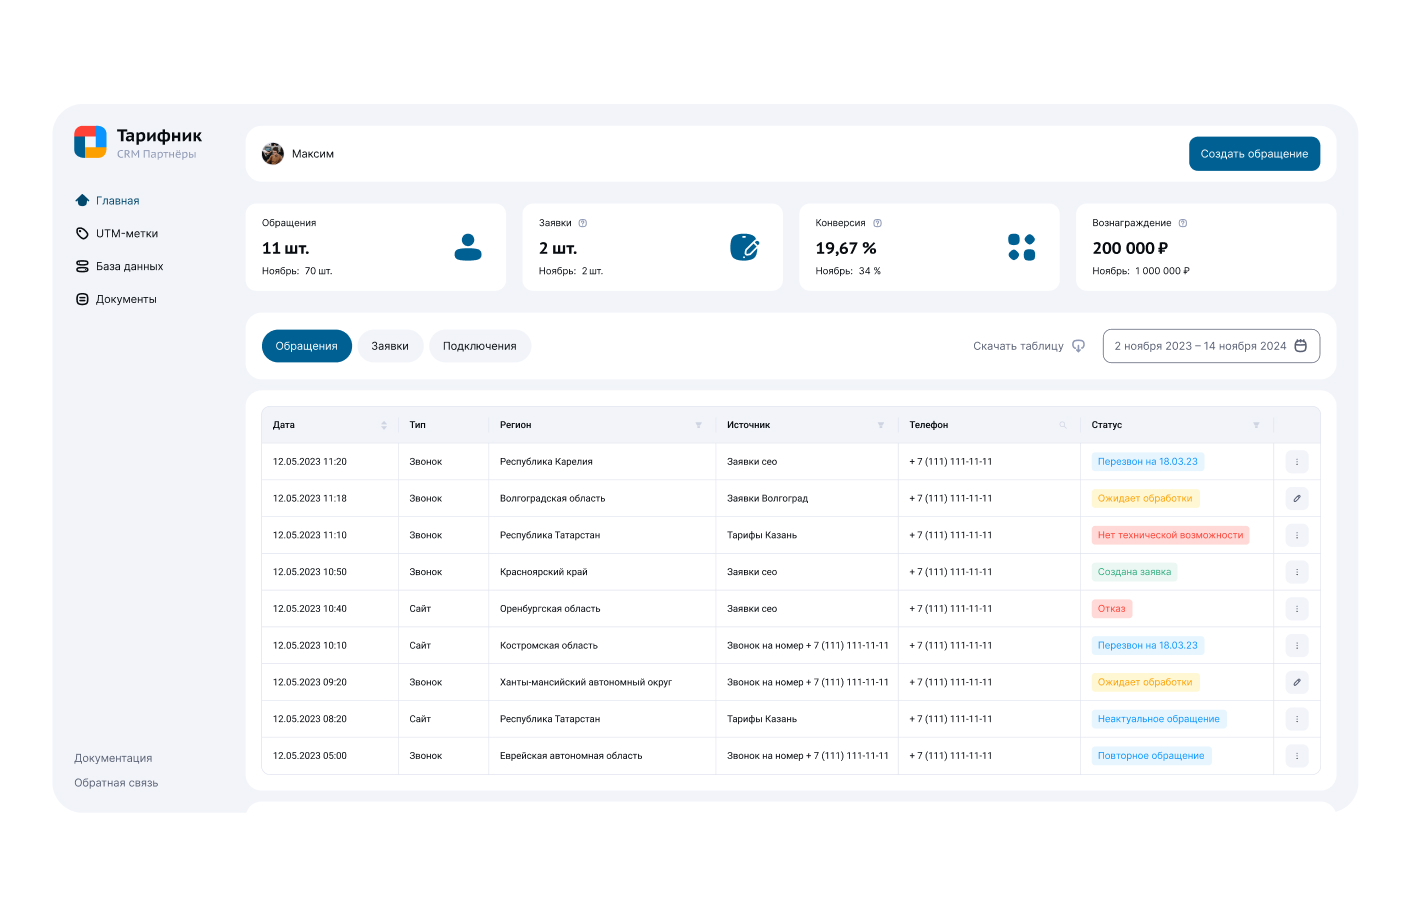 Тарифник
CRM Партнёры
Главная
UTM-метки
База данных
Документы
Документация
Обратная связь
Максим
Создать обращение
Обращения
11 шт.
Ноябрь: 70 шт.
Заявки
2 шт.
Ноябрь: 2 шт.
Конверсия
19,67 %
Ноябрь: 34 %
Вознаграждение
200 000 ₽
Ноябрь: 1 000 000 ₽
Обращения Заявки Подключения Скачать таблицу 2 ноября 2023 – 14 ноября 2024
Дата Тип Регион Источник Телефон Статус
12.05.2023 11:20 Звонок Республика Карелия Заявки сео + 7 (111) 111-11-11 Перезвон на 18.03.23
12.05.2023 11:18 Звонок Волгоградская область Заявки Волгоград + 7 (111) 111-11-11 Ожидает обработки
12.05.2023 11:10 Звонок Республика Татарстан Тарифы Казань + 7 (111) 111-11-11 Нет технической возможности
12.05.2023 10:50 Звонок Красноярский край Заявки сео + 7 (111) 111-11-11 Создана заявка
12.05.2023 10:40 Сайт Оренбургская область Заявки сео + 7 (111) 111-11-11 Отказ
12.05.2023 10:10 Сайт Костромская область Звонок на номер + 7 (111) 111-11-11 + 7 (111) 111-11-11 Перезвон на 18.03.23
12.05.2023 09:20 Звонок Ханты-мансийский автономный округ Звонок на номер + 7 (111) 111-11-11 + 7 (111) 111-11-11 Ожидает обработки
12.05.2023 08:20 Сайт Республика Татарстан Тарифы Казань + 7 (111) 111-11-11 Неактуальное обращение
12.05.2023 05:00 Звонок Еврейская автономная область Звонок на номер + 7 (111) 111-11-11 + 7 (111) 111-11-11 Повторное обращение